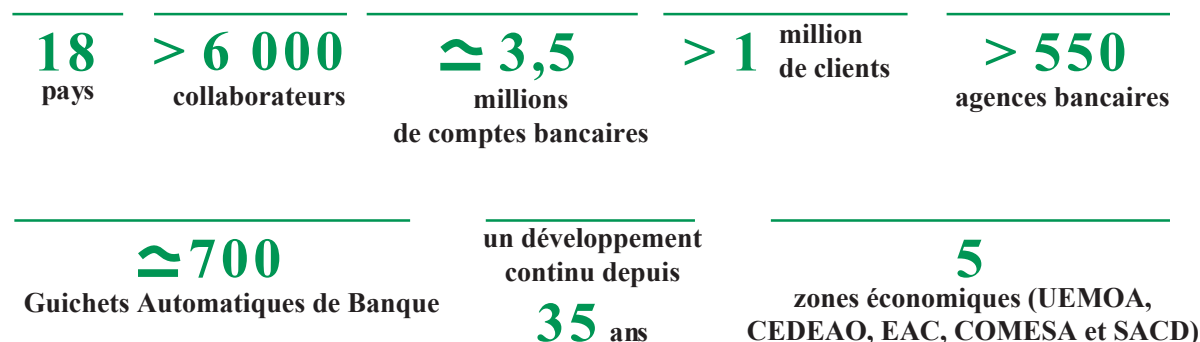 18
pays
> 6 000
collaborateurs
≃ 3,5
millions
de comptes bancaires
> 1 million
de clients
> 550
agences bancaires
≃ 700
Guichets Automatiques de Banque
un développement
continu depuis
35 ans
5
zones économiques (UEMOA,
CEDEAO, EAC, COMESA et SACD)